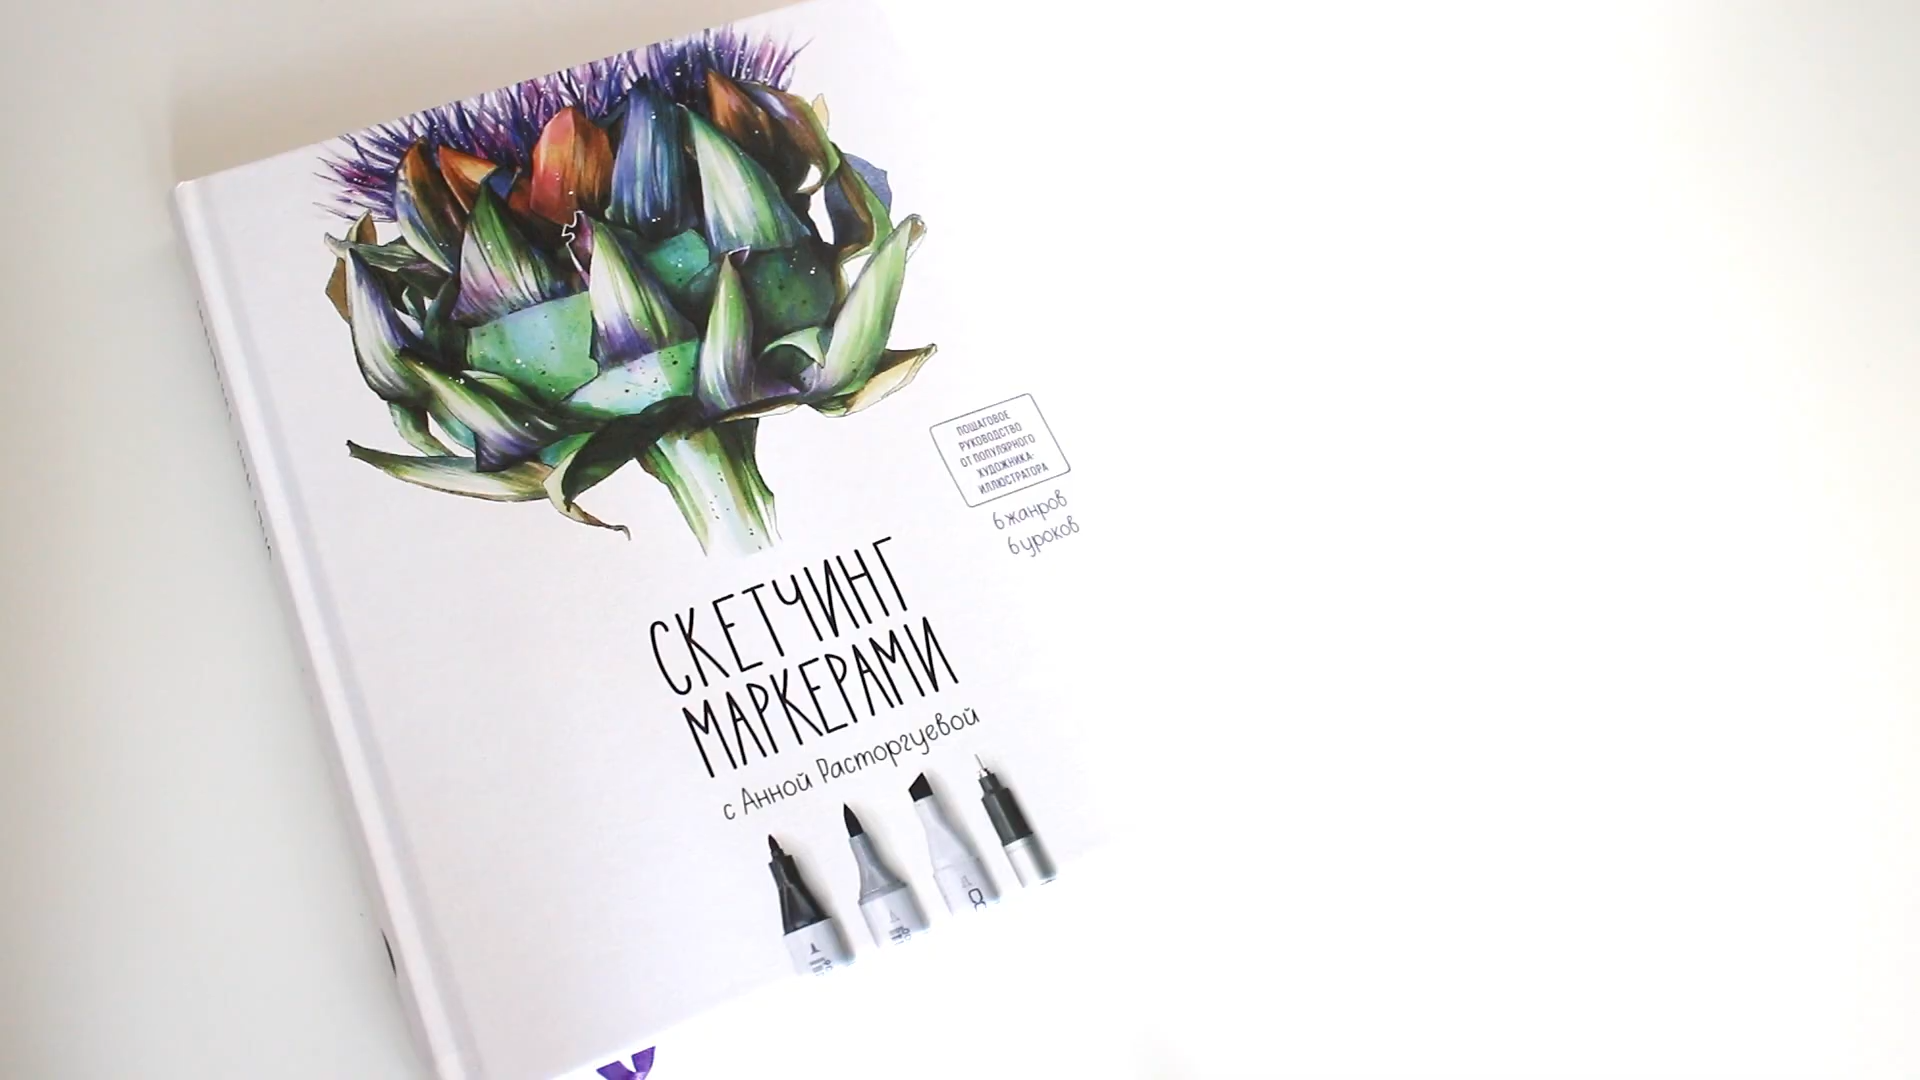 ПОШАГОВОЕ
РУКОВОДСТВО
ОТ ПОПУЛЯРНОГО
ХУДОЖНИКА-
ИЛЛЮСТРАТОРА
6 жанров
6 уроков
СКЕТЧИНГ
МАРКЕРАМИ
с Анной Расторгуевой